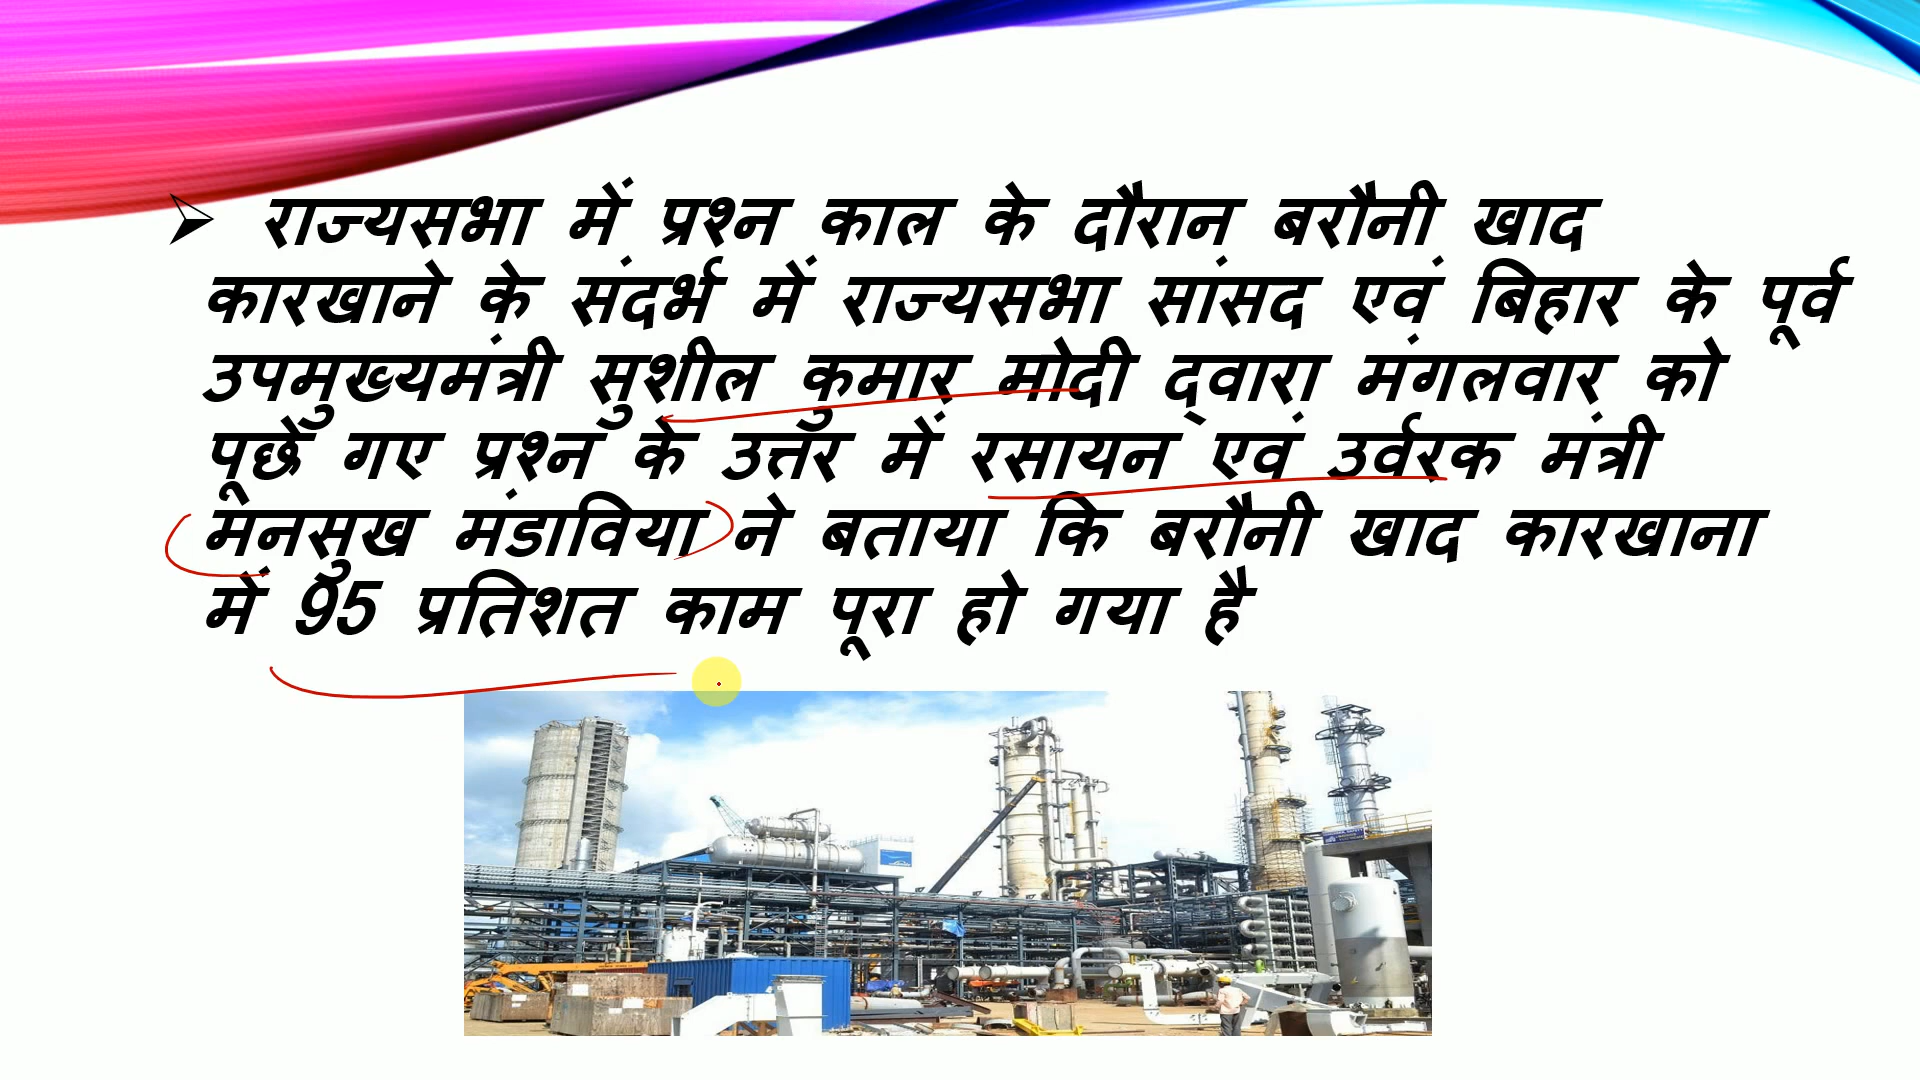 राज्यसभा में प्रश्न काल के दौरान बरौनी खाद
कारखाने के संदर्भ में राज्यसभा सांसद एवं बिहार के पूर्व
उपमुख्यमंत्री सुशील कुमार मोदी द्वारा मंगलवार को
पूछे गए प्रश्न के उत्तर में रसायन एवं उर्वरक मंत्री
मनसुख मंडाविया ने बताया कि बरौनी खाद कारखाना
में 95 प्रतिशत काम पूरा हो गया है